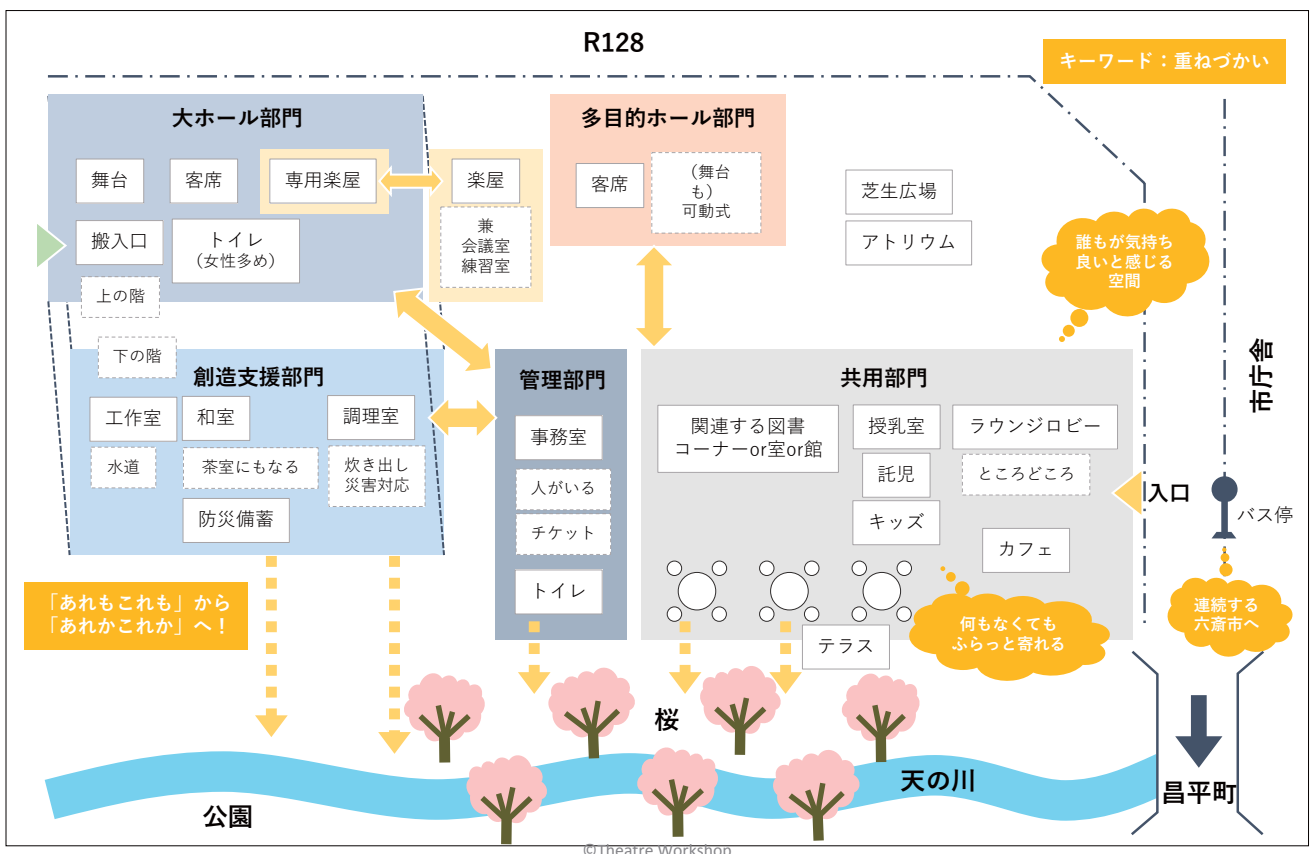 R128
キーワード：重ねづかい
大ホール部門
舞台
客席
専用楽屋
搬入口
トイレ
(女性多め)
上の階
楽屋
兼
会議室
練習室
多目的ホール部門
客席
(舞台
も)
可動式
芝生広場
アトリウム
誰もが気持ち
良いと感じる
空間
下の階
創造支援部門
工作室
和室
調理室
水道
茶室にもなる
炊き出し
災害対応
防災備蓄
管理部門
事務室
人がいる
チケット
トイレ
共用部門
関連する図書
コーナーor室or館
授乳室
ラウンジロビー
託児
ところどころ
キッズ
カフェ
入口
市庁舎
バス停
「あれもこれも」から
「あれかこれか」へ！
何もなくても
ふらっと寄れる
連続する
六斎市へ
テラス
桜
天の川
公園
昌平町
©Theatre Workshop